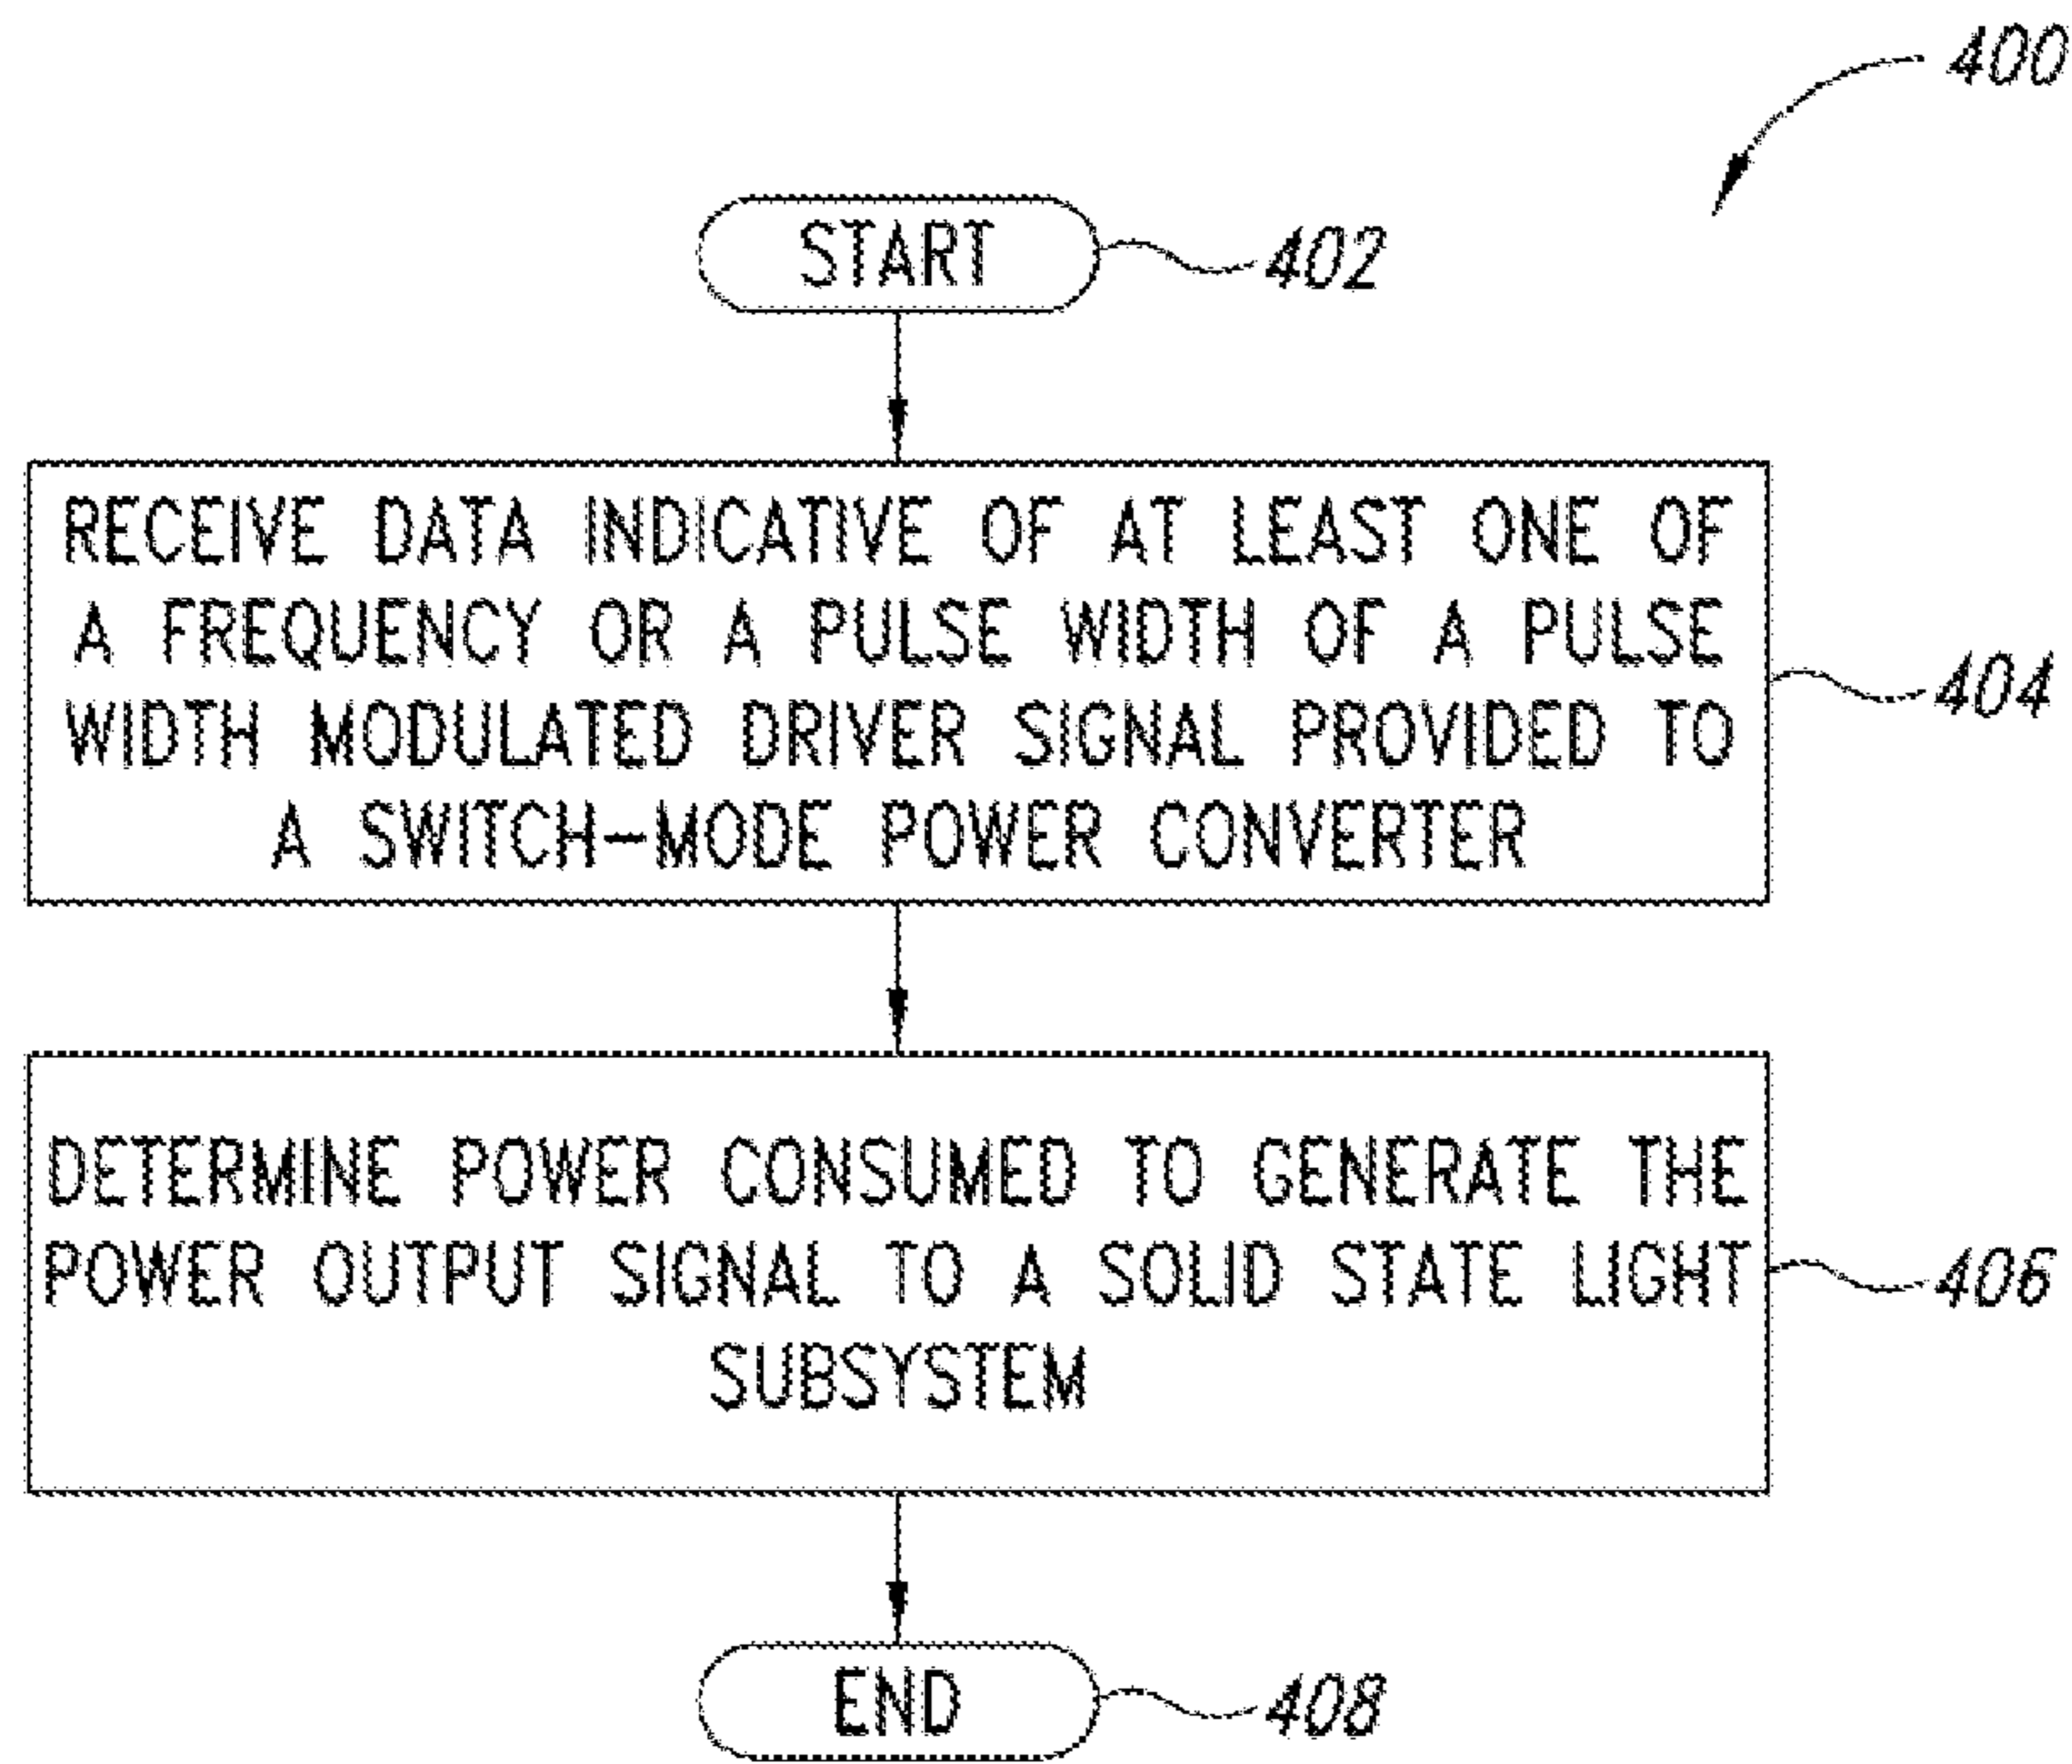 400
START
402
RECEIVE DATA INDICATIVE OF AT LEAST ONE OF
A FREQUENCY OR A PULSE WIDTH OF A PULSE
WIDTH MODULATED DRIVER SIGNAL PROVIDED TO
A SWITCH-MODE POWER CONVERTER
404
DETERMINE POWER CONSUMED TO GENERATE THE
POWER OUTPUT SIGNAL TO A SOLID STATE LIGHT
SUBSYSTEM
406
END
408